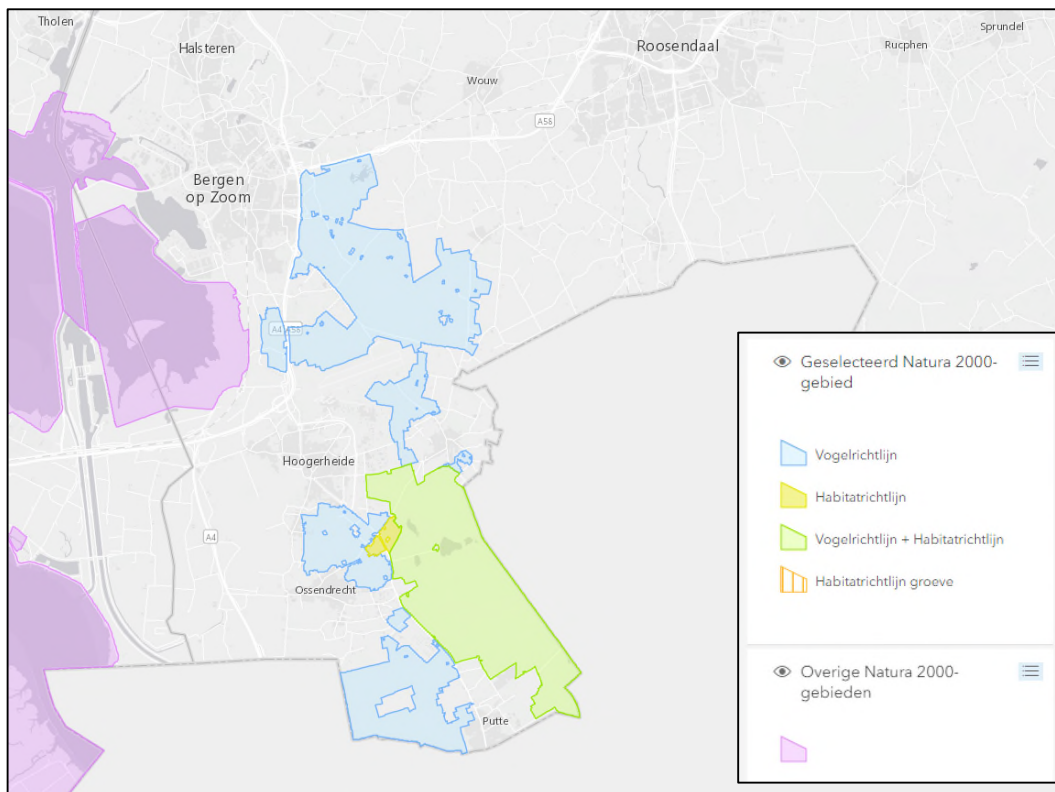 Tholen
Halsteren
Roosendaal
Sprundel
Rucphen
Wouw
A58
Bergen
op Zoom
A4 A58
Hoogerheide
A4
Ossendrecht
Putte
Geselecteerd Natura 2000-
gebied
Vogelrichtlijn
Habitatrichtlijn
Vogelrichtlijn + Habitatrichtlijn
Habitatrichtlijn groeve
Overige Natura 2000-
gebieden